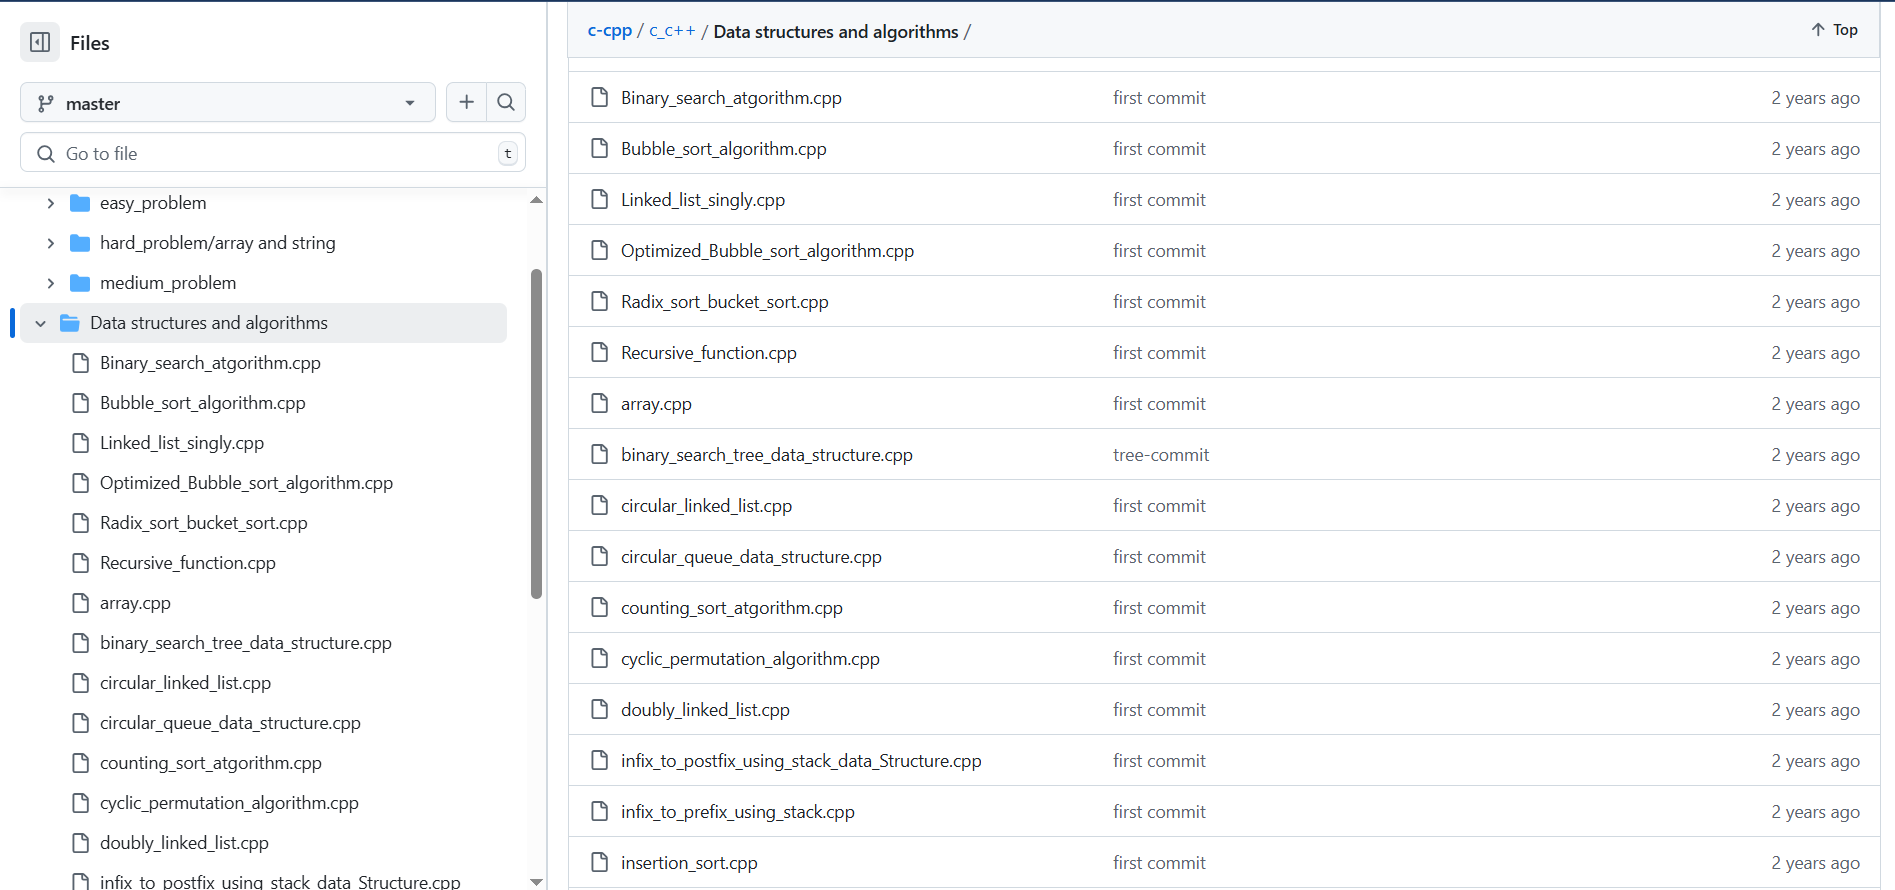 Files
master
Go to file t
easy_problem
hard_problem/array and string
medium_problem
Data structures and algorithms
Binary_search_atgorithm.cpp
Bubble_sort_algorithm.cpp
Linked_list_singly.cpp
Optimized_Bubble_sort_algorithm.cpp
Radix_sort_bucket_sort.cpp
Recursive_function.cpp
array.cpp
binary_search_tree_data_structure.cpp
circular_linked_list.cpp
circular_queue_data_structure.cpp
counting_sort_atgorithm.cpp
cyclic_permutation_algorithm.cpp
doubly_linked_list.cpp
infix_to_postfix_using_stack_data_Structure.cpp
c-cpp / c_c++ / Data structures and algorithms / Top
Binary_search_atgorithm.cpp first commit 2 years ago
Bubble_sort_algorithm.cpp first commit 2 years ago
Linked_list_singly.cpp first commit 2 years ago
Optimized_Bubble_sort_algorithm.cpp first commit 2 years ago
Radix_sort_bucket_sort.cpp first commit 2 years ago
Recursive_function.cpp first commit 2 years ago
array.cpp first commit 2 years ago
binary_search_tree_data_structure.cpp tree-commit 2 years ago
circular_linked_list.cpp first commit 2 years ago
circular_queue_data_structure.cpp first commit 2 years ago
counting_sort_atgorithm.cpp first commit 2 years ago
cyclic_permutation_algorithm.cpp first commit 2 years ago
doubly_linked_list.cpp first commit 2 years ago
infix_to_postfix_using_stack_data_Structure.cpp first commit 2 years ago
infix_to_prefix_using_stack.cpp first commit 2 years ago
insertion_sort.cpp first commit 2 years ago